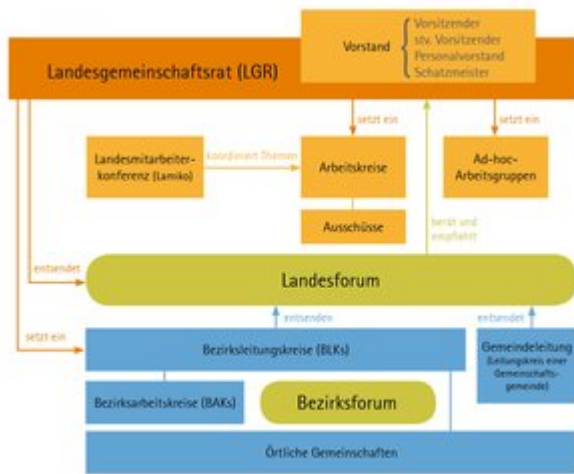 Vorstand
Vorsitzender
stv. Vorsitzender
Personalvorstand
Schatzmeister
Landesgemeinschaftsrat (LGR)
setzt ein
setzt ein
Landesmitarbeiter-
konferenz (Lamiko)
koordiniert Themen
Arbeitskreise
Ad-hoc-
Arbeitsgruppen
Ausschüsse
berät und
empfiehlt
entsendet
Landesforum
entsenden
entsendet
setzt ein
Bezirksleitungskreise (BLKs)
Gemeindeleitung
(Leitungskreis einer
Gemeinschafts-
gemeinde)
Bezirksarbeitskreise (BAKs)
Bezirksforum
Örtliche Gemeinschaften